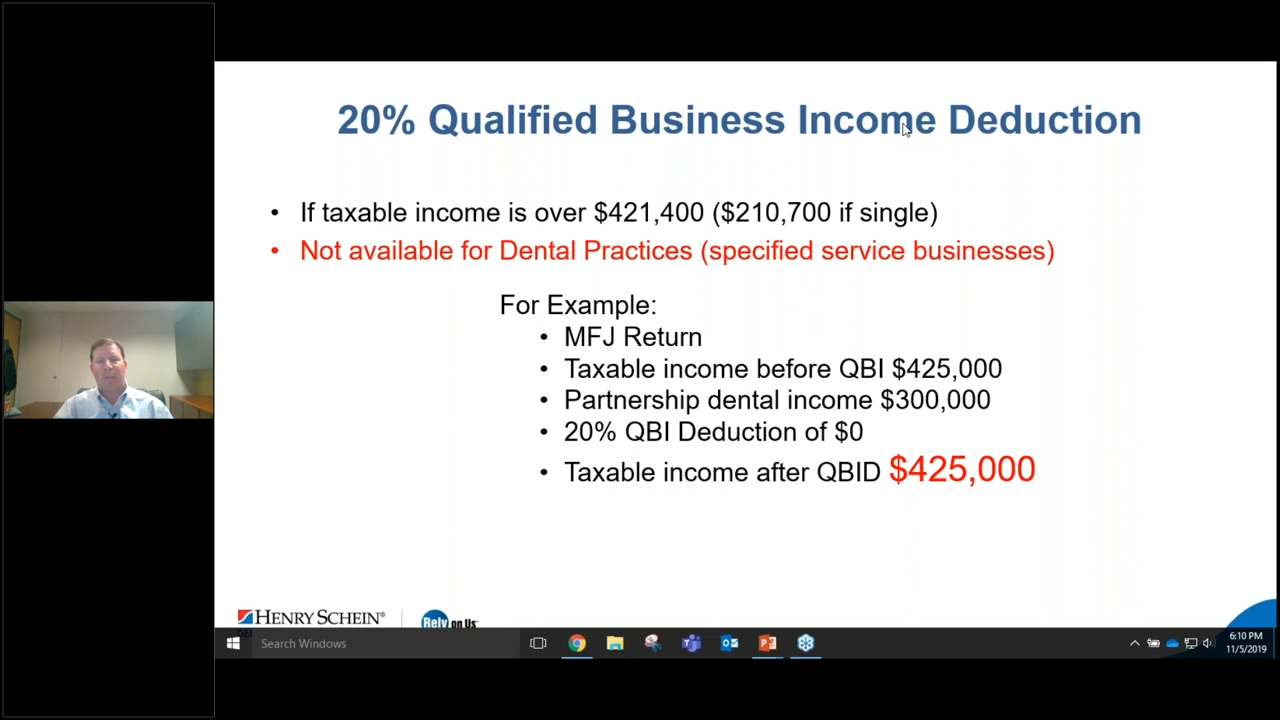 20% Qualified Business Income Deduction
• If taxable income is over $421,400 ($210,700 if single)
• Not available for Dental Practices (specified service businesses)
For Example:
• MFJ Return
• Taxable income before QBI $425,000
• Partnership dental income $300,000
• 20% QBI Deduction of $0
• Taxable income after QBID $425,000
HENRY SCHEIN®
Rely on Us
Search Windows
6:10 PM
11/5/2019